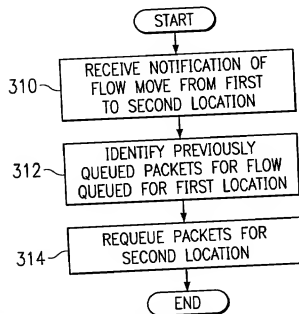 START
310
RECEIVE NOTIFICATION OF
FLOW MOVE FROM FIRST
TO SECOND LOCATION
312
IDENTIFY PREVIOUSLY
QUEUED PACKETS FOR FLOW
QUEUED FOR FIRST LOCATION
314
REQUEUE PACKETS FOR
SECOND LOCATION
END